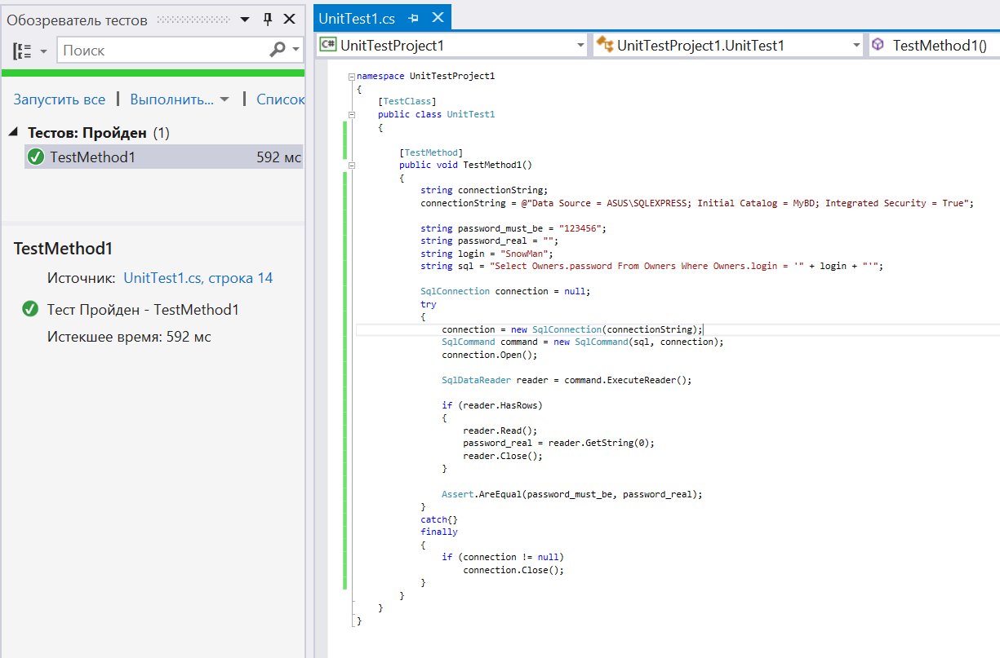 Обозреватель тестов
Поиск
Запустить все | Выполнить... | Список
Тестов: Пройден (1)
TestMethod1 592 мс
TestMethod1
Источник: UnitTest1.cs, строка 14
Тест Пройден - TestMethod1
Истекшее время: 592 мс
UnitTest1.cs
C# UnitTestProject1 UnitTestProject1.UnitTest1 TestMethod1()
namespace UnitTestProject1
{
[TestClass]
public class UnitTest1
{
[TestMethod]
public void TestMethod1()
{
string connectionString;
connectionString = @"Data Source = ASUS\SQLEXPRESS; Initial Catalog = MyBD; Integrated Security = True";
string password_must_be = "123456";
string password_real = "";
string login = "SnowMan";
string sql = "Select Owners.password From Owners Where Owners.login = '" + login + "'";
SqlConnection connection = null;
try
{
connection = new SqlConnection(connectionString);
SqlCommand command = new SqlCommand(sql, connection);
connection.Open();
SqlDataReader reader = command.ExecuteReader();
if (reader.HasRows)
{
reader.Read();
password_real = reader.GetString(0);
reader.Close();
}
Assert.AreEqual(password_must_be, password_real);
}
catch{}
finally
{
if (connection != null)
connection.Close();
}
}
}
}